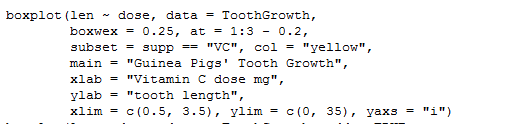 boxplot(len ~ dose, data = ToothGrowth,
        boxwex = 0.25, at = 1:3 - 0.2,
        subset = supp == "VC", col = "yellow",
        main = "Guinea Pigs' Tooth Growth",
        xlab = "Vitamin C dose mg",
        ylab = "tooth length",
        xlim = c(0.5, 3.5), ylim = c(0, 35), yaxs = "i")